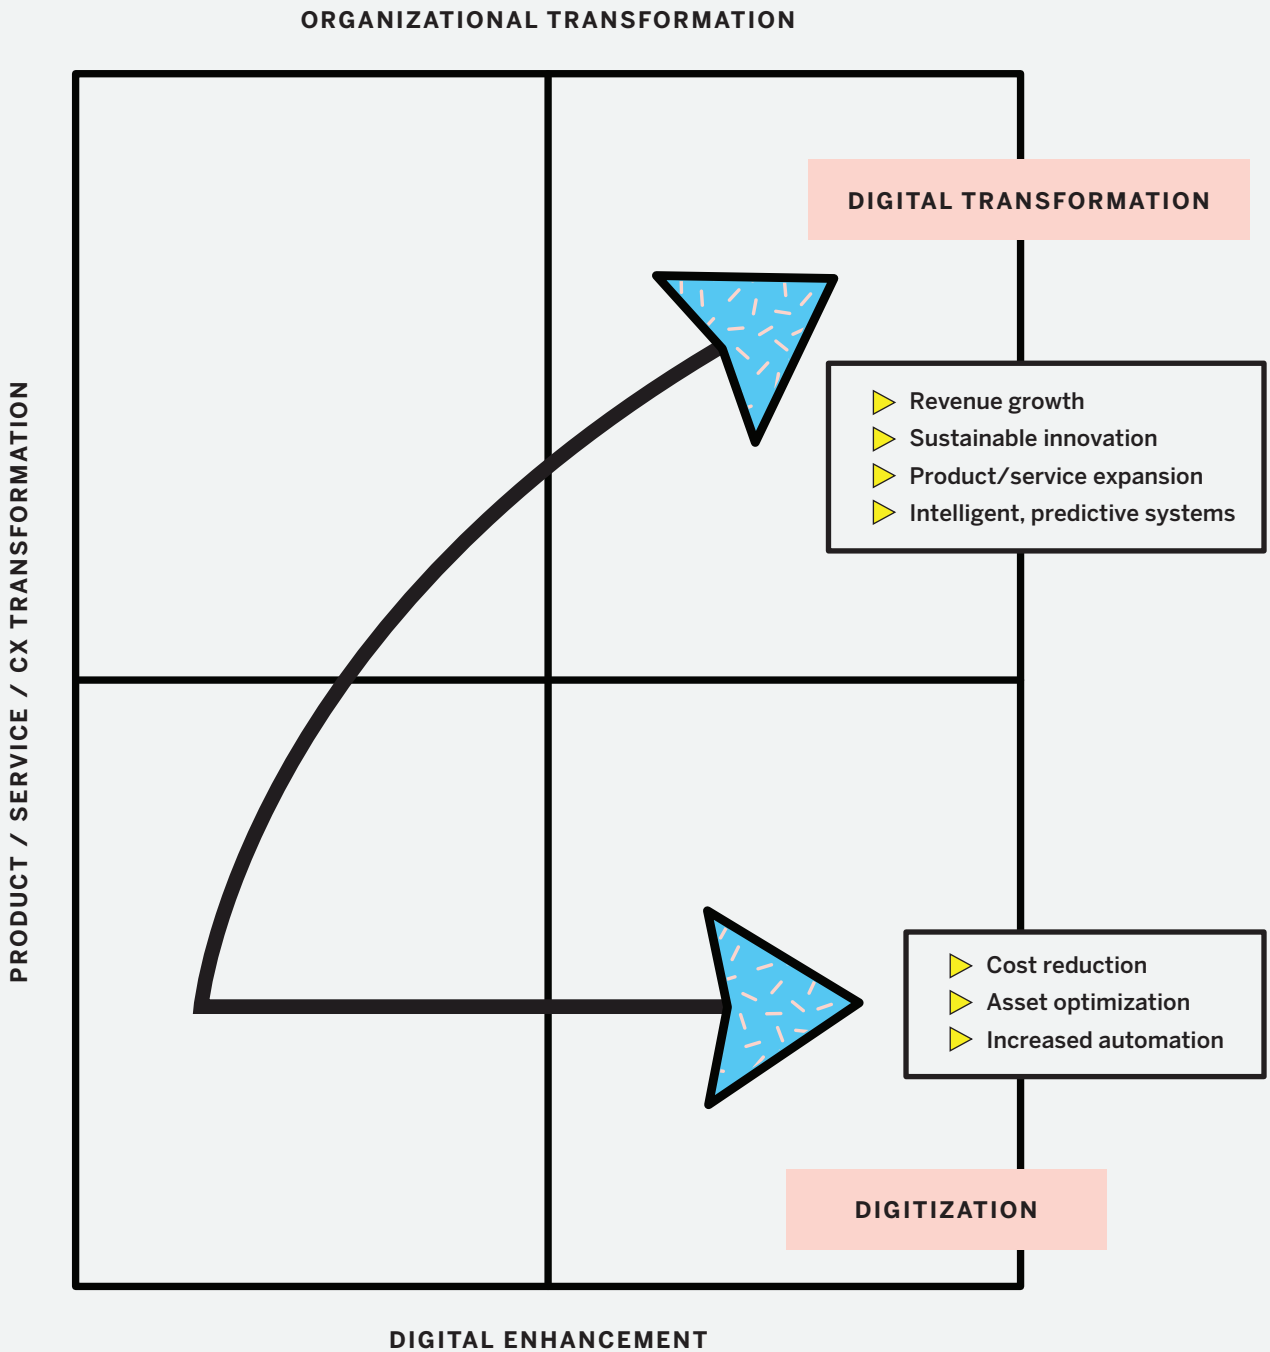 ORGANIZATIONAL TRANSFORMATION
PRODUCT / SERVICE / CX TRANSFORMATION
DIGITAL TRANSFORMATION
Revenue growth
Sustainable innovation
Product/service expansion
Intelligent, predictive systems
Cost reduction
Asset optimization
Increased automation
DIGITIZATION
DIGITAL ENHANCEMENT